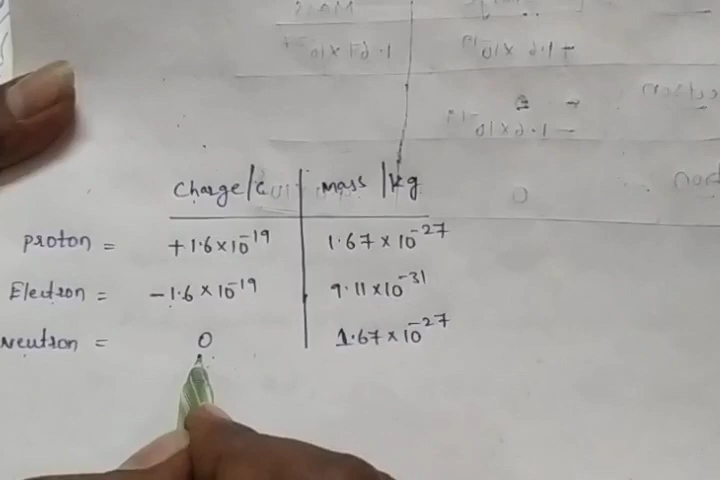 Charge/C mass /kg
proton = +1.6×10⁻¹⁹ 1.67×10⁻²⁷
Electron = −1.6×10⁻¹⁹ 9.11×10⁻³¹
Neutron = 0 1.67×10⁻²⁷